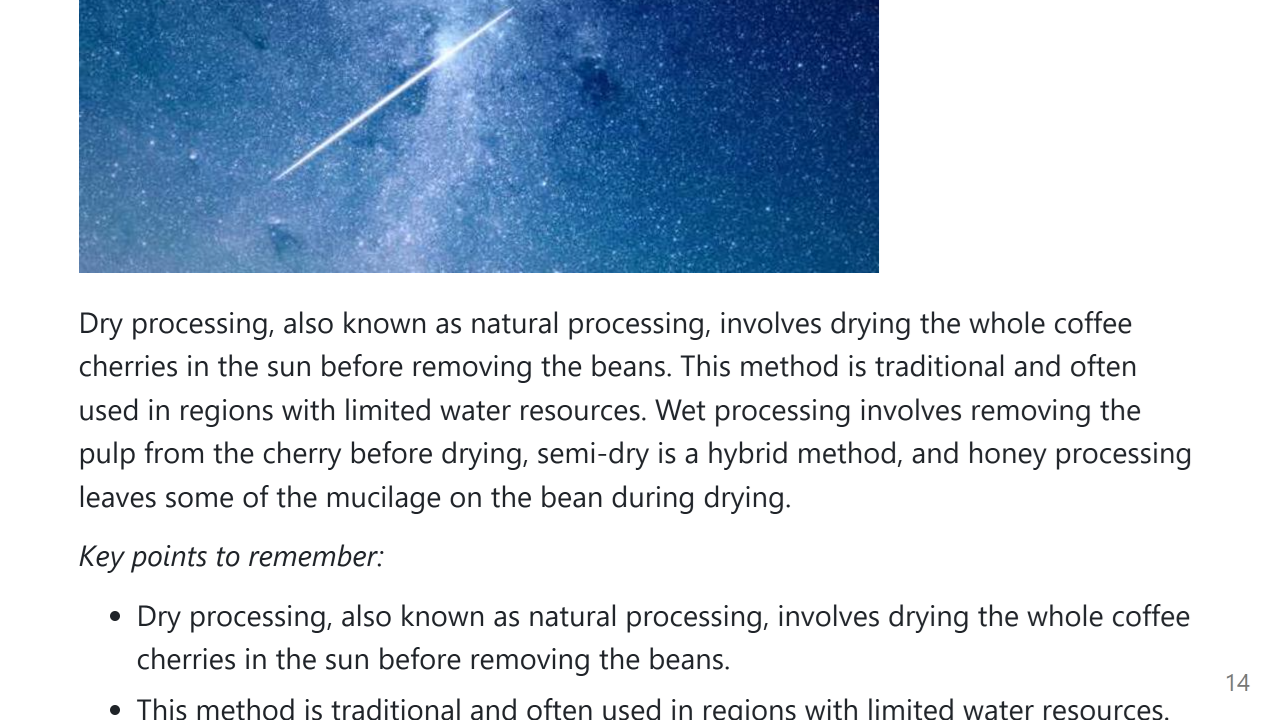 Dry processing, also known as natural processing, involves drying the whole coffee
cherries in the sun before removing the beans. This method is traditional and often
used in regions with limited water resources. Wet processing involves removing the
pulp from the cherry before drying, semi-dry is a hybrid method, and honey processing
leaves some of the mucilage on the bean during drying.
Key points to remember:
• Dry processing, also known as natural processing, involves drying the whole coffee
cherries in the sun before removing the beans.
• This method is traditional and often used in regions with limited water resources.
14